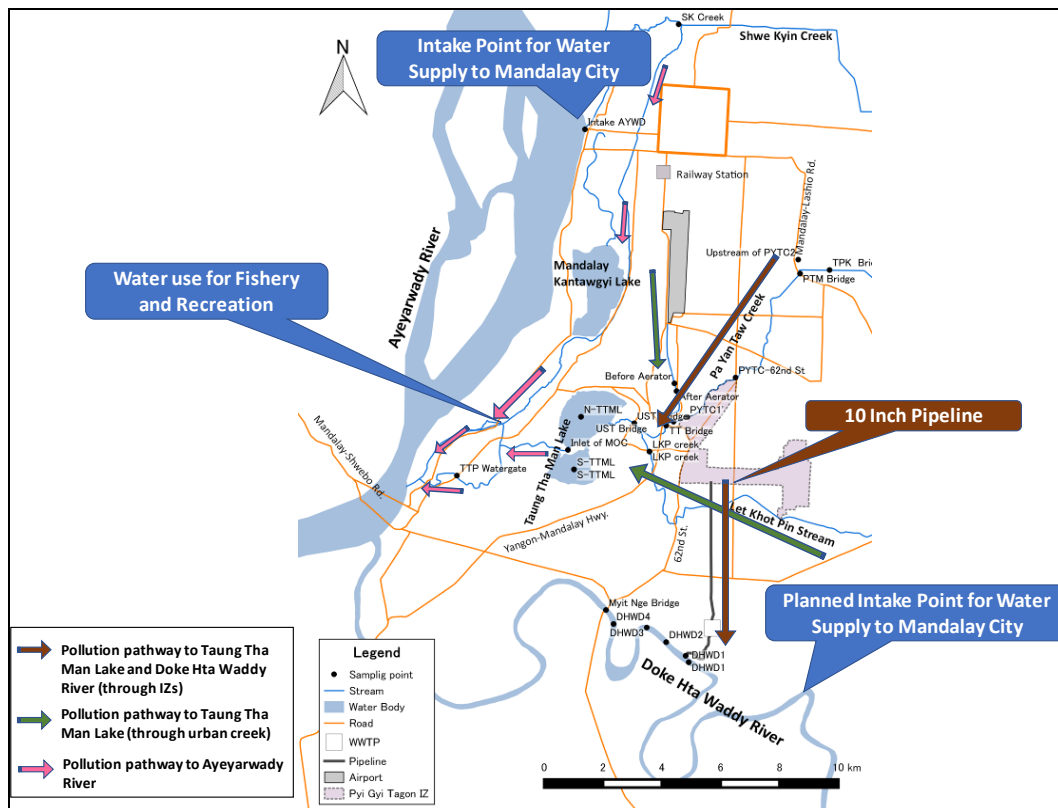 SK Creek
Shwe Kyin Creek
Intake Point for Water
Supply to Mandalay City
N
Intake AYWD
Railway Station
Mandalay-Lashio Rd.
Ayeyarwady River
Upstream of PYTC2
TPK Bri
PTM Bridge
Mandalay
Kantawgyi Lake
Water use for Fishery
and Recreation
Pa Yan Taw Creek
PYTC-62nd St
Before Aerator
After Aerator
N-TTML
PYTC1
UST Bridge
TT Bridge
10 Inch Pipeline
Taung Tha Man Lake
Inlet of MOC
LKP creek
LKP creek
S-TTML
S-TTML
TTP Watergate
Mandalay-Shwebo Rd.
Let Khot Pin Stream
Yangon-Mandalay Hwy.
62nd St.
Myit Nge Bridge
DHWD4
DHWD3
DHWD2
DHWD1
DHWD1
Doke Hta Waddy River
Planned Intake Point for Water
Supply to Mandalay City
Pollution pathway to Taung Tha
Man Lake and Doke Hta Waddy
River (through IZs)
Pollution pathway to Taung Tha
Man Lake (through urban creek)
Pollution pathway to Ayeyarwady
River
Legend
Samplig point
Stream
Water Body
Road
WWTP
Pipeline
Airport
Pyi Gyi Tagon IZ
0 2 4 6 8 10 km